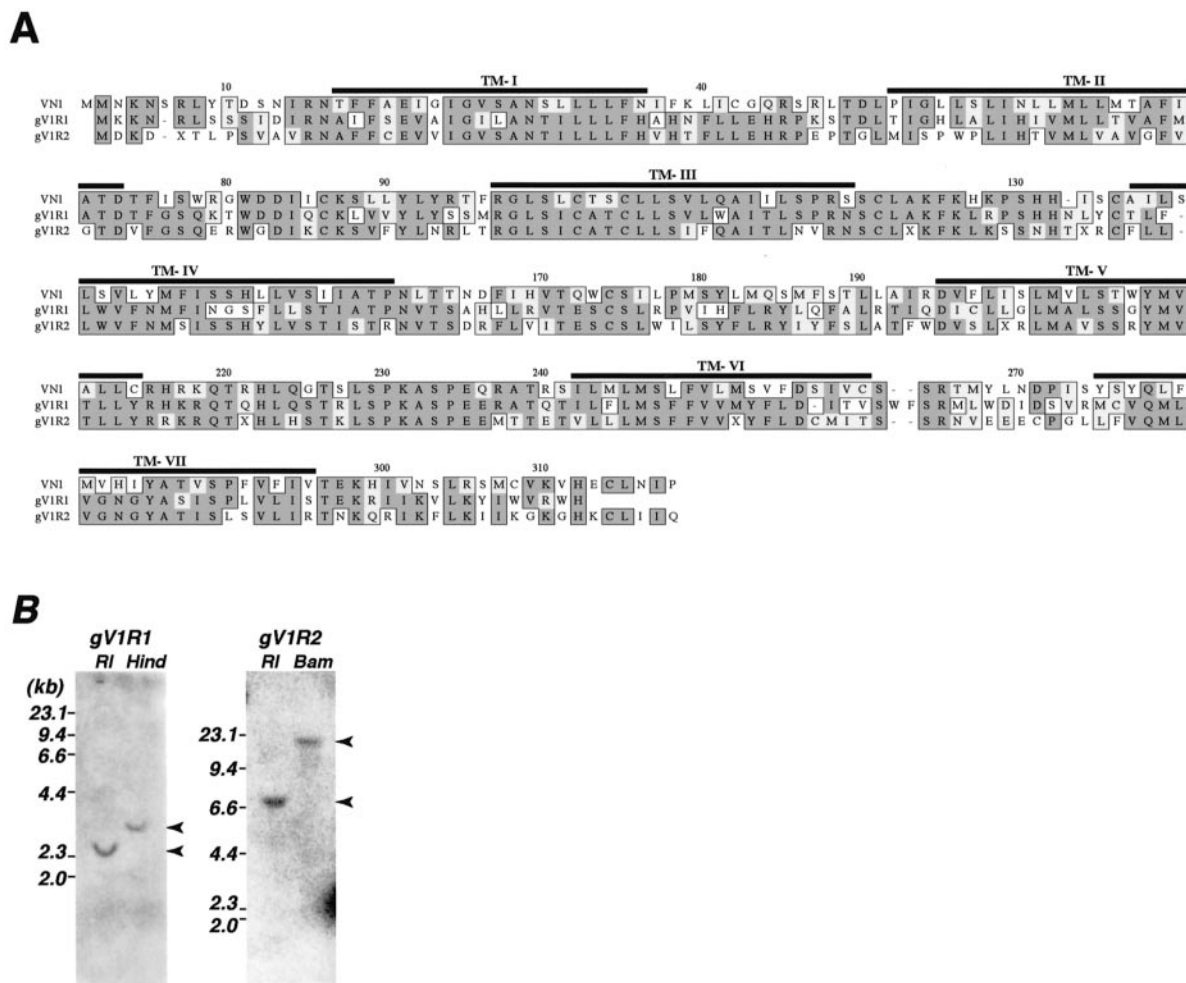 A
10 TM- I 40 TM- II
VN1 M M N K N S R L Y T D S N I R N T F F A E I G I G V S A N S L L L L F N I F K L I C G Q R S R L T D L P I G L L S L I N L L M L L M T A F I
gV1R1 M K K N - R L S S S I D I R N A I F S E V A I G I L A N T I L L L F H A H N F L L E H R P K S T D L T I G H L A L I H I V M L L T V A F M
gV1R2 M D K D - X T L P S V A V R N A F F C E V V I G V S A N T I L L L F H V L T F L L E H R P E P T G L M I S P W P L I H T V M L V A V G F V
80 90 TM- III 130
VN1 A T D T F I S W R G W D D I I C K S L L Y L Y R T F R G L S L C T S C L L S V L Q A I I L S P R S S C L A K F K H K P S H H - I S C A I L S
gV1R1 A T D T F G S Q K T W D D I Q C K L V V Y L Y S S M R G L S I C A T C L L S V L W A I T L S P R N S C L A K F K L R P S H H N L Y C T L F -
gV1R2 G T D V F G S Q E R W G D I K C K S V F Y L N R L T R G L S I C A T C L L S I F Q A I T L N V R N S C L X K F K L K S S N H T X R C F L L -
TM- IV 170 180 190 TM- V
VN1 L S V L Y M F I S S H L L V S I I A T P N L T T N D F I H V T Q W C S I L P M S Y L M Q S M F S T L L A I R D V F L I S L M V L S T W Y M V
gV1R1 L W V F N M F I N G S F L L S T I A T P N V T S A H L L R V T E S C S L R P V I H F L R Y L Q F A L R T I Q D I C L L G L M A L S S G Y M V
gV1R2 L W V F N M S I S S H Y L V S T I S T R N V T S D R F L V I T E S C S L W I L S Y F L R Y I Y F S L A T F W D V S L X R L M A V S S R Y M V
220 230 240 TM- VI 270
VN1 A L L C R H R K Q T R H L Q G T S L S P K A S P E Q R A T R S I L M L M S L F V L M S V F D S I V C S - - S R T M Y L N D P I S Y S Y Q L F
gV1R1 T L L Y R H K R Q T Q H L Q S T R L S P K A S P E E R A T Q T I L F L M S F F V V M Y F L D - I T V S W F S R M L W D I D S V R M C V Q M L
gV1R2 T L L Y R R K R Q T X H L H S T K L S P K A S P E E M T T E T V L L L M S F F V V X Y F L D C M I T S - - S R N V E E E C P G L L F V Q M L
TM- VII 300 310
VN1 M V H I Y A T V S P F V F I V T E K H I V N S L R S M C V K V H E C L N I P
gV1R1 V G N G Y A S I S P L V L I S T E K R I I K V L K Y I W V R W H
gV1R2 V G N G Y A T I S L S V L I R T N K Q R I K F L K I I K G K G H K C L I I Q
B
gV1R1 gV1R2
RI Hind RI Bam
(kb)
23.1
9.4
6.6
4.4
2.3
2.0
23.1
9.4
6.6
4.4
2.3
2.0